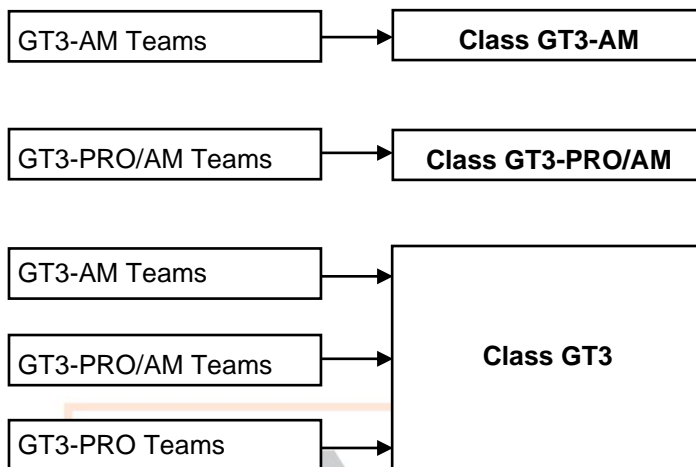 GT3-AM Teams
Class GT3-AM
GT3-PRO/AM Teams
Class GT3-PRO/AM
GT3-AM Teams
GT3-PRO/AM Teams
Class GT3
GT3-PRO Teams